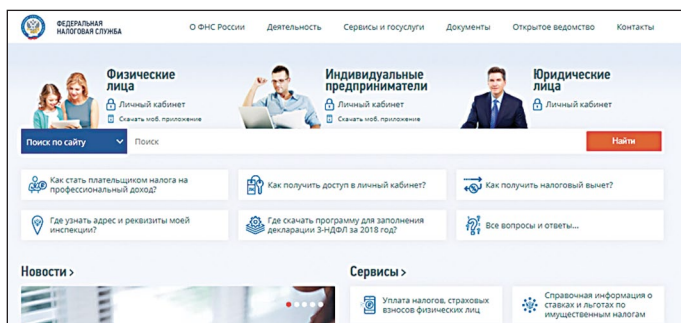 ФЕДЕРАЛЬНАЯ
НАЛОГОВАЯ СЛУЖБА
О ФНС России
Деятельность
Сервисы и госуслуги
Документы
Открытое ведомство
Контакты
Физические
лица
Личный кабинет
Скачать моб. приложение
Индивидуальные
предприниматели
Личный кабинет
Скачать моб. приложение
Юридические
лица
Личный кабинет
Поиск по сайту
Поиск
Найти
Как стать плательщиком налога на
профессиональный доход?
Как получить доступ в личный кабинет?
Как получить налоговый вычет?
Где узнать адрес и реквизиты моей
инспекции?
Где скачать программу для заполнения
декларации 3-НДФЛ за 2018 год?
Все вопросы и ответы...
Новости >
Сервисы >
Уплата налогов, страховых
взносов физических лиц
Справочная информация о
ставках и льготах по
имущественным налогам